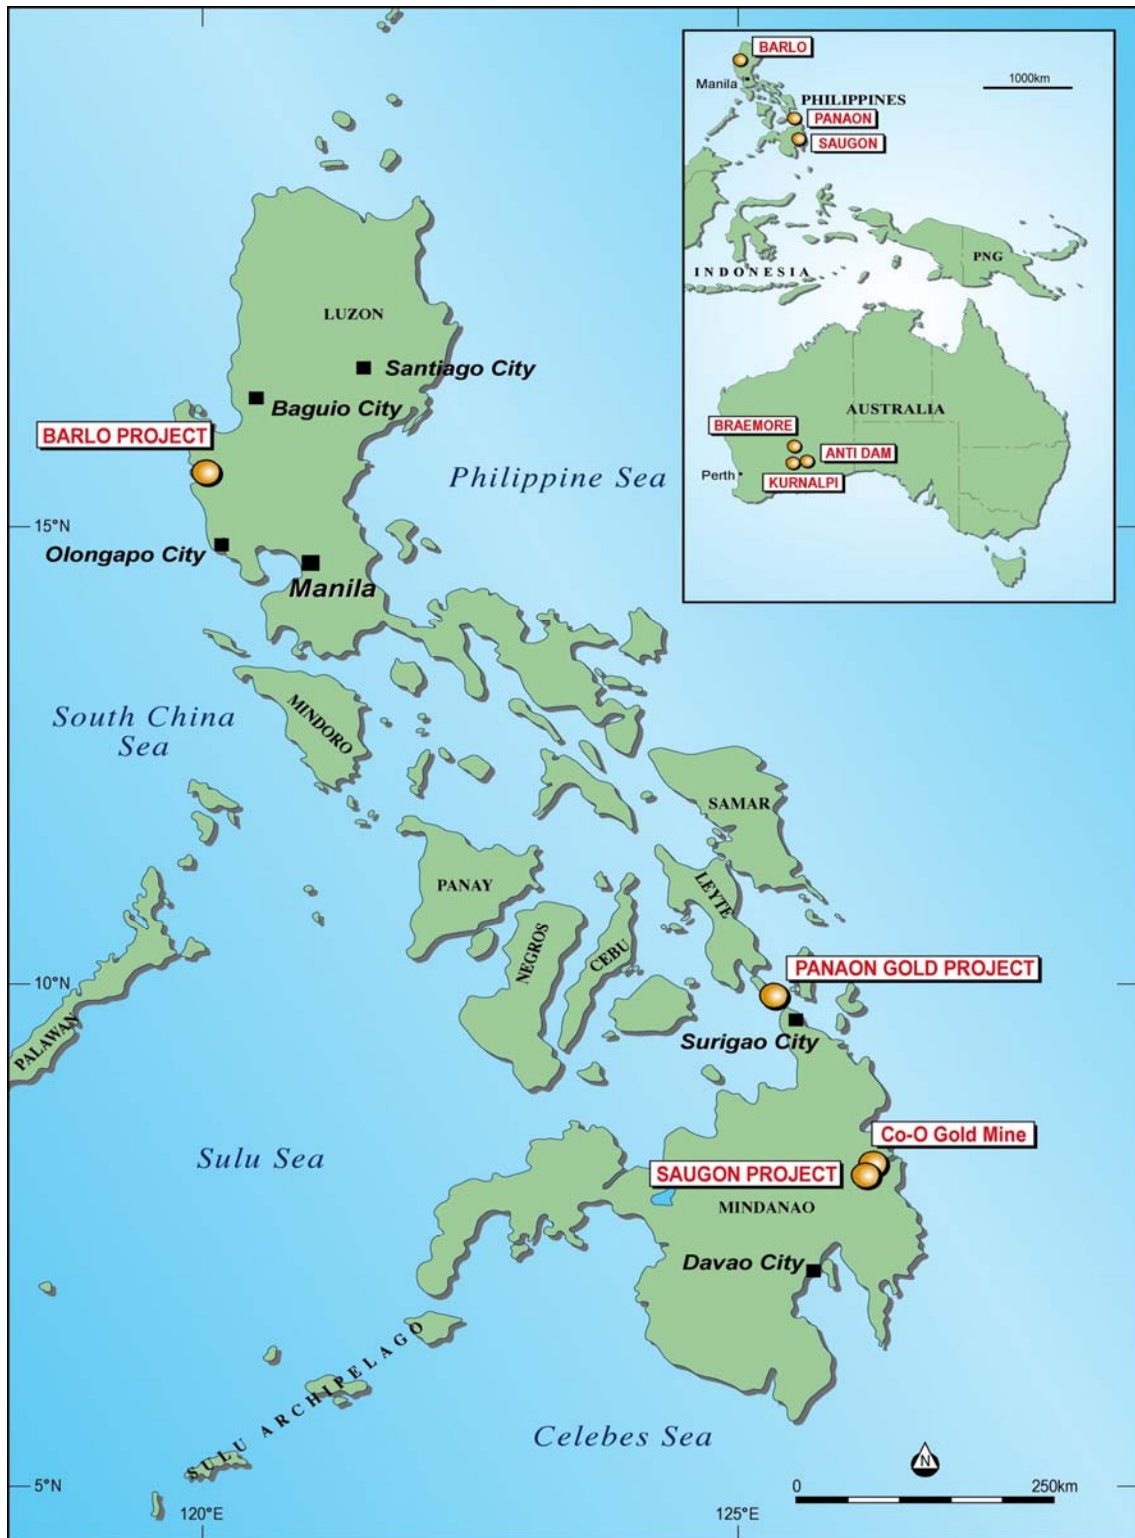 BARLO
Manila
1000km
PHILIPPINES
PANAON
SAUGON
INDONESIA
PNG
AUSTRALIA
BRAEMORE
ANTI DAM
Perth
KURNALPI
LUZON
Santiago City
Baguio City
BARLO PROJECT
Philippine Sea
15°N
Olongapo City
Manila
South China
Sea
MINDORO
SAMAR
PANAY
LEYTE
NEGROS
CEBU
PANAON GOLD PROJECT
10°N
PALAWAN
Surigao City
Co-O Gold Mine
Sulu Sea
SAUGON PROJECT
MINDANAO
Davao City
SULU ARCHIPELAGO
Celebes Sea
N
5°N
0
250km
120°E
125°E